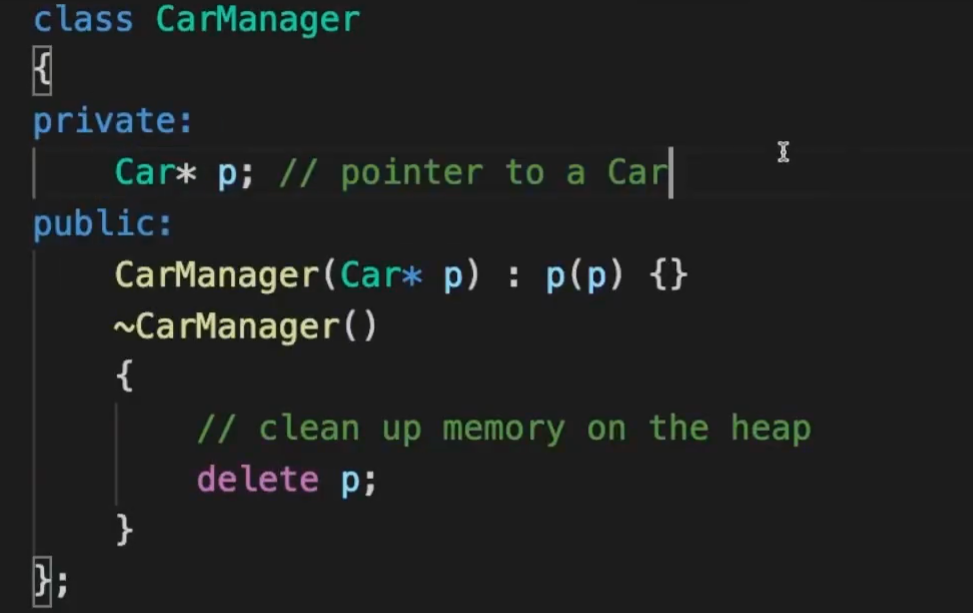 class CarManager
{
private:
    Car* p; // pointer to a Car
public:
    CarManager(Car* p) : p(p) {}
    ~CarManager()
    {
        // clean up memory on the heap
        delete p;
    }
};